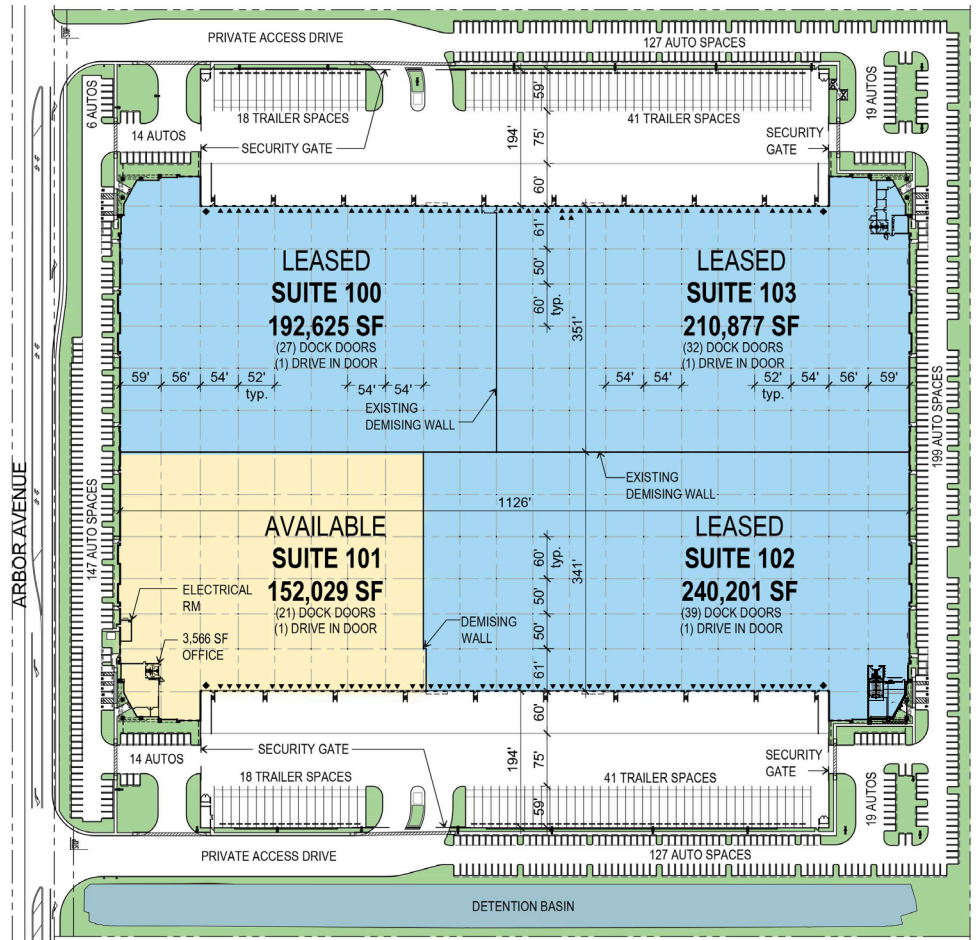 PRIVATE ACCESS DRIVE
127 AUTO SPACES
6 AUTOS
14 AUTOS
18 TRAILER SPACES
41 TRAILER SPACES
19 AUTOS
SECURITY GATE
SECURITY
GATE
59'
194'
75'
60'
61'
50'
60'
typ.
351'
LEASED
SUITE 100
192,625 SF
(27) DOCK DOORS
(1) DRIVE IN DOOR
LEASED
SUITE 103
210,877 SF
(32) DOCK DOORS
(1) DRIVE IN DOOR
59'
56'
54'
52'
typ.
54'
54'
54'
54'
52'
typ.
54'
56'
59'
EXISTING
DEMISING WALL
EXISTING
DEMISING WALL
199 AUTO SPACES
ARBOR AVENUE
147 AUTO SPACES
1126'
AVAILABLE
SUITE 101
152,029 SF
(21) DOCK DOORS
(1) DRIVE IN DOOR
ELECTRICAL
RM
3,566 SF
OFFICE
DEMISING
WALL
60'
typ.
50'
341'
50'
61'
LEASED
SUITE 102
240,201 SF
(39) DOCK DOORS
(1) DRIVE IN DOOR
60'
194'
75'
59'
14 AUTOS
SECURITY GATE
SECURITY
GATE
18 TRAILER SPACES
41 TRAILER SPACES
19 AUTOS
PRIVATE ACCESS DRIVE
127 AUTO SPACES
DETENTION BASIN